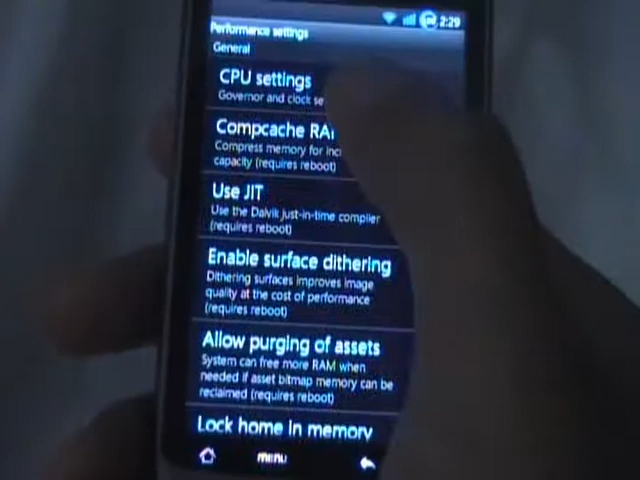 2:29
Performance settings
General
CPU settings
Governor and clock se
Compcache RA
Compress memory for inc
capacity (requires reboot)
Use JIT
Use the Dalvik just-in-time compiler
(requires reboot)
Enable surface dithering
Dithering surfaces improves image
quality at the cost of performance
(requires reboot)
Allow purging of assets
System can free more RAM when
needed if asset bitmap memory can be
reclaimed (requires reboot)
Lock home in memory
menu